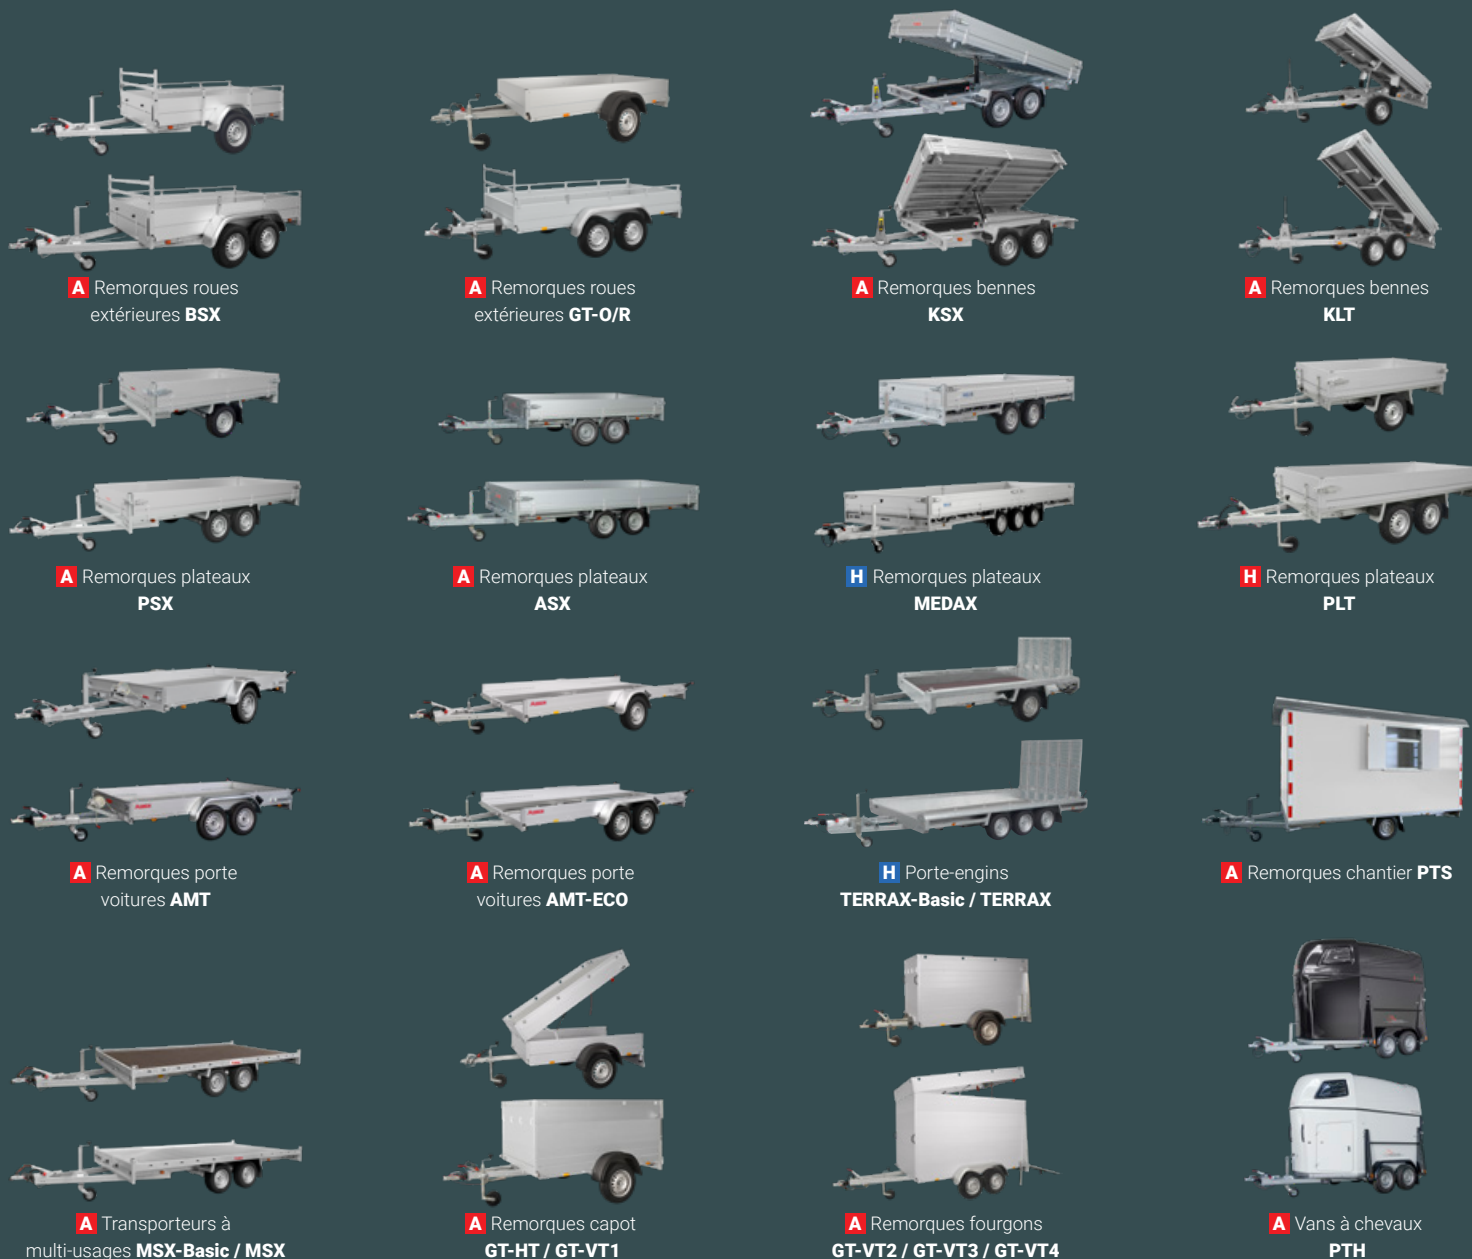 A Remorques roues
extérieures BSX
A Remorques roues
extérieures GT-O/R
A Remorques bennes
KSX
A Remorques bennes
KLT
A Remorques plateaux
PSX
A Remorques plateaux
ASX
H Remorques plateaux
MEDAX
H Remorques plateaux
PLT
A Remorques porte
voitures AMT
A Remorques porte
voitures AMT-ECO
H Porte-engins
TERRAX-Basic / TERRAX
A Remorques chantier PTS
A Transporteurs à
multi-usages MSX-Basic / MSX
A Remorques capot
GT-HT / GT-VT1
A Remorques fourgons
GT-VT2 / GT-VT3 / GT-VT4
A Vans à chevaux
PTH